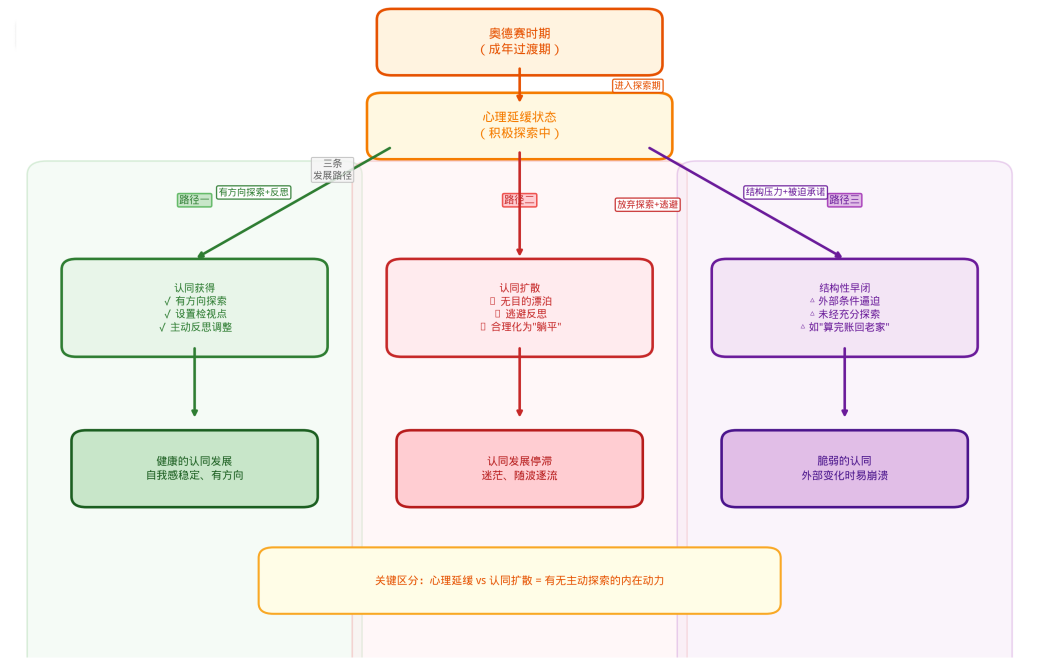 奥德赛时期
（成年过渡期）
进入探索期
心理延缓状态
（积极探索中）
三条
发展路径
路径一
有方向探索+反思
路径二
放弃探索+逃避
结构压力+被迫承诺
路径三
认同获得
✓ 有方向探索
✓ 设置检视点
✓ 主动反思调整
认同扩散
▯ 无目的漂泊
▯ 逃避反思
▯ 合理化为"躺平"
结构性早闭
△ 外部条件逼迫
△ 未经充分探索
△ 如"算完账回老家"
健康的认同发展
自我感稳定、有方向
认同发展停滞
迷茫、随波逐流
脆弱的认同
外部变化时易崩溃
关键区分：心理延缓 vs 认同扩散 = 有无主动探索的内在动力